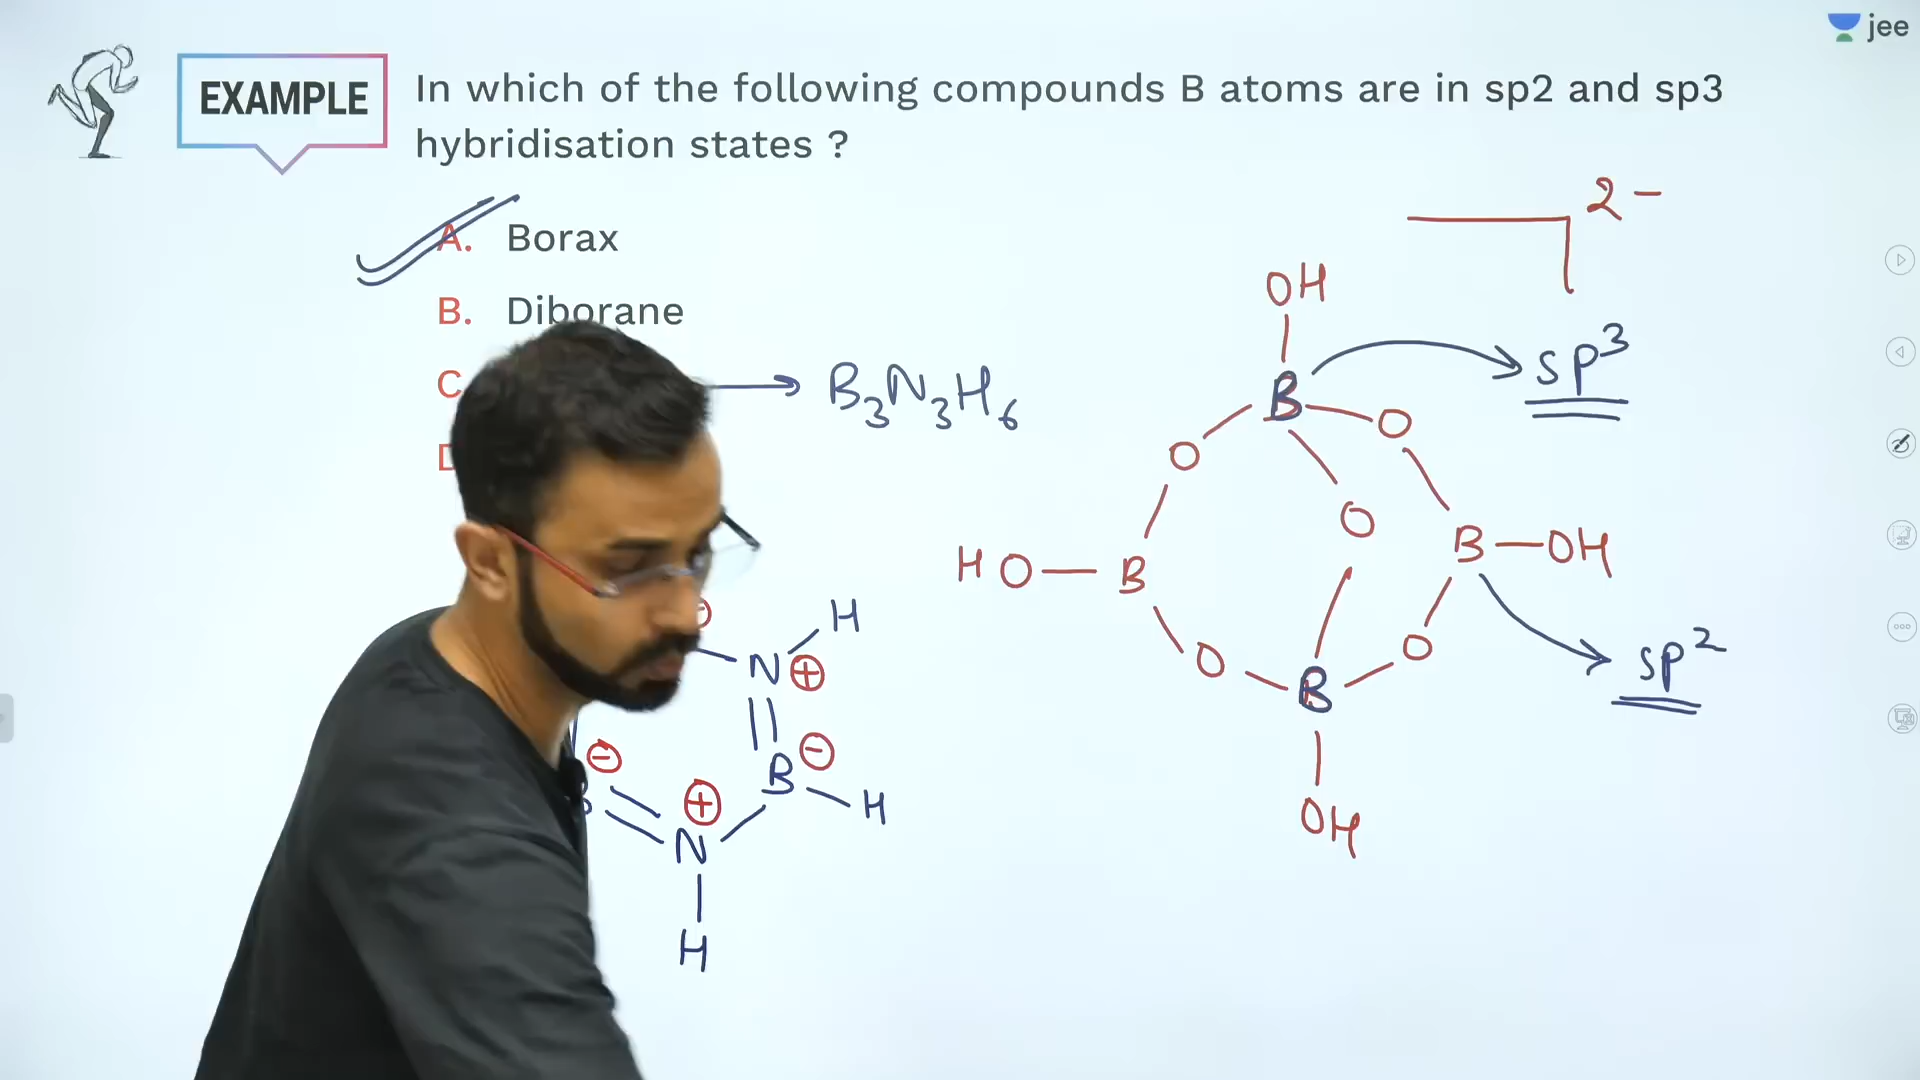 jee
EXAMPLE
In which of the following compounds B atoms are in sp2 and sp3
hybridisation states ?
A. Borax
B. Diborane
C.
B3N3H6
2-
OH
B
sp³
O
O
O
HO-B
B-OH
O
O
B
sp²
OH
H
N ⊕
⊖
B ⊖
H
⊕
N
H